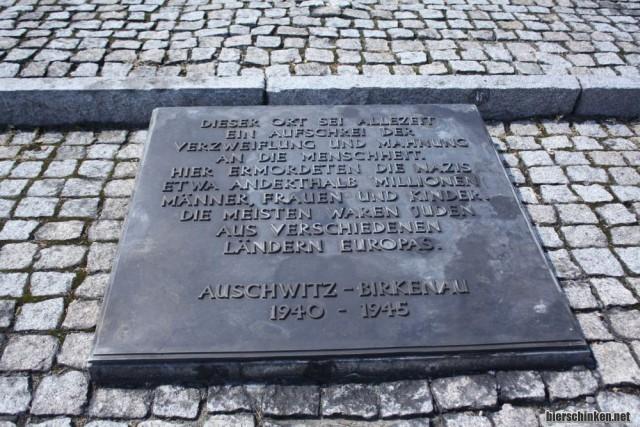 DIESER ORT SEI ALLEZEIT
EIN AUFSCHREI DER
VERZWEIFLUNG UND MAHNUNG
AN DIE MENSCHHEIT.
HIER ERMORDETEN DIE NAZIS
ETWA ANDERTHALB MILLIONEN
MÄNNER, FRAUEN UND KINDER.
DIE MEISTEN WAREN JUDEN
AUS VERSCHIEDENEN
LÄNDERN EUROPAS.
AUSCHWITZ - BIRKENAU
1940 - 1945
bierschinken.net